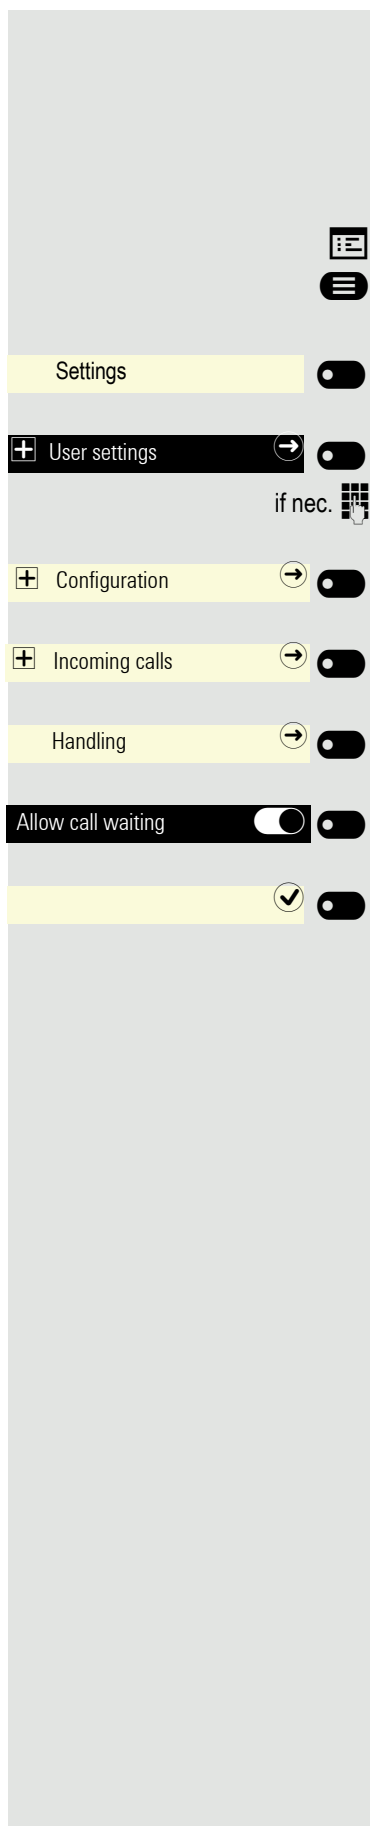 Settings
User settings
if nec.
Configuration
Incoming calls
Handling
Allow call waiting